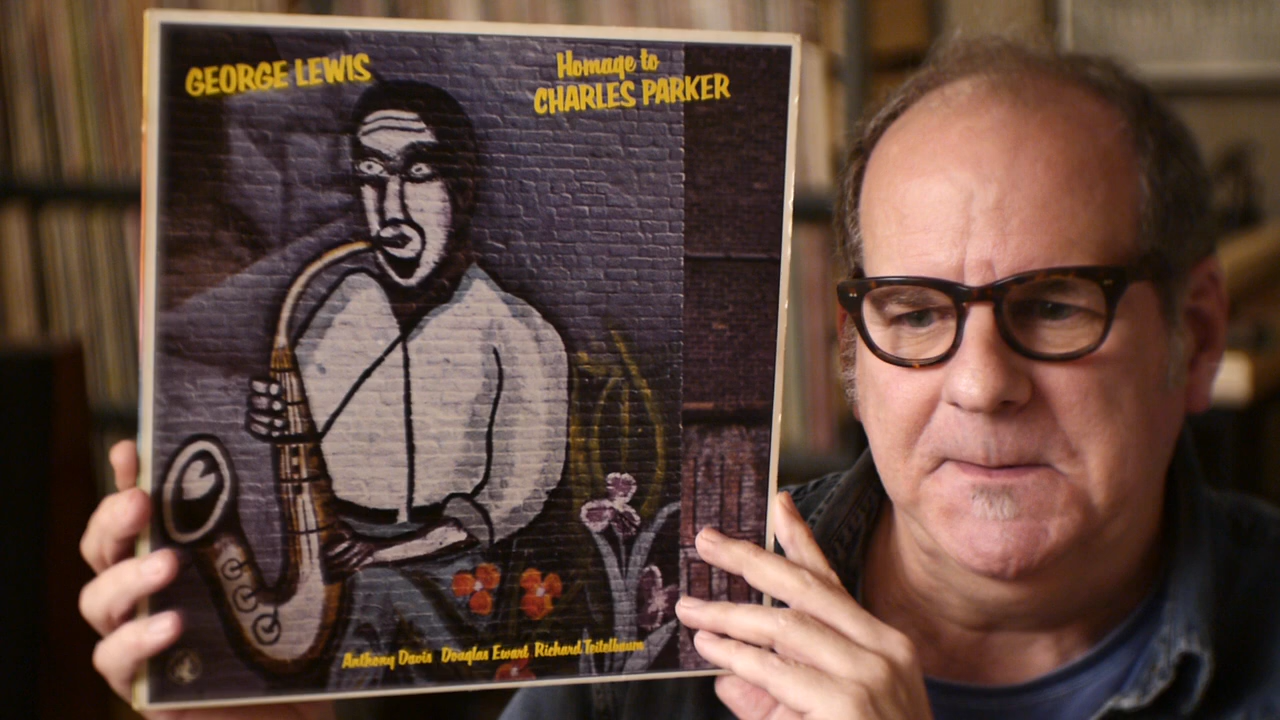 GEORGE LEWIS
Homage to
CHARLES PARKER
Anthony Davis Douglas Ewart Richard Teitelbaum